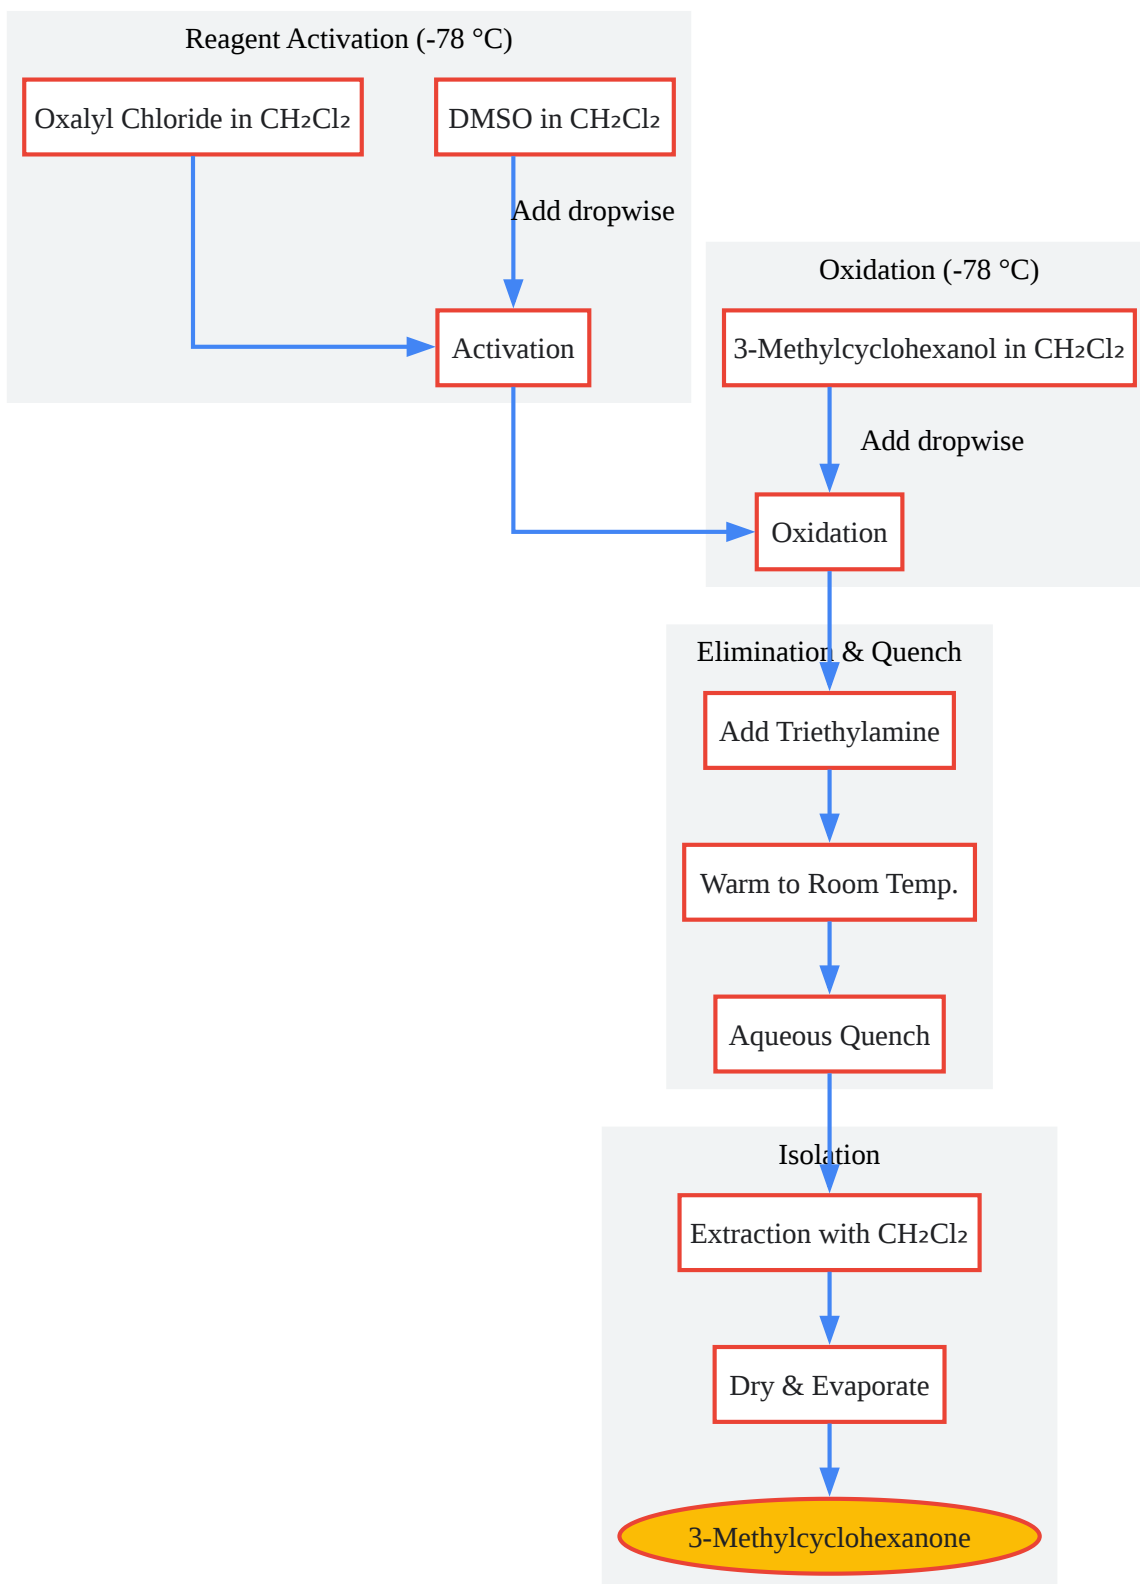 Reagent Activation (-78 °C)
Oxalyl Chloride in CH₂Cl₂
DMSO in CH₂Cl₂
Add dropwise
Activation
Oxidation (-78 °C)
3-Methylcyclohexanol in CH₂Cl₂
Add dropwise
Oxidation
Elimination & Quench
Add Triethylamine
Warm to Room Temp.
Aqueous Quench
Isolation
Extraction with CH₂Cl₂
Dry & Evaporate
3-Methylcyclohexanone